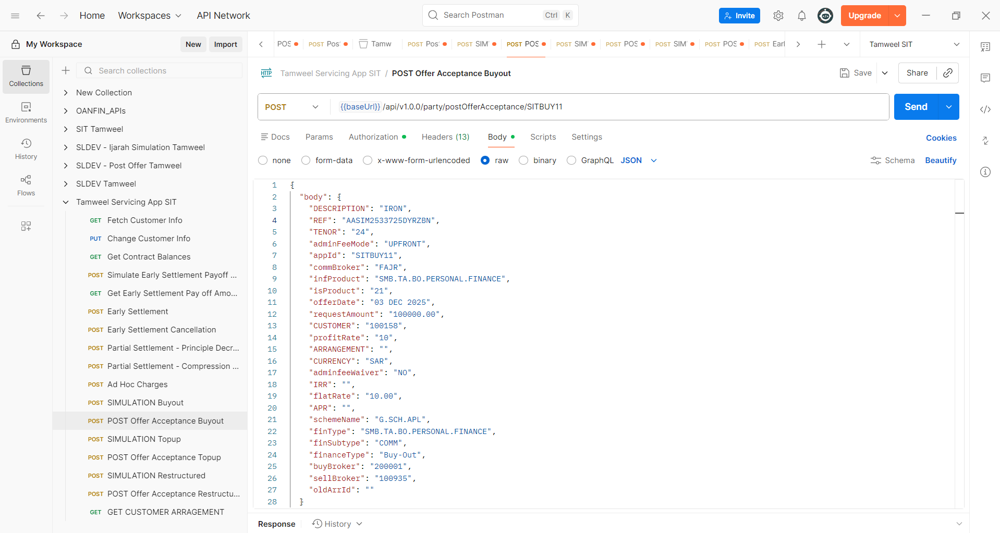 Home
Workspaces
API Network
Search Postman
Ctrl K
Invite
Upgrade
My Workspace
New
Import
POS
POST Pos
Tamw
POST Pos
POST SIM
POST POS
POST SIM
POST POS
POST SIM
POST POS
POST Earl
Tamweel SIT
Collections
Environments
History
Flows
Search collections
New Collection
OANFIN_APIs
SIT Tamweel
SLDEV - Ijarah Simulation Tamweel
SLDEV - Post Offer Tamweel
SLDEV Tamweel
Tamweel Servicing App SIT
GET Fetch Customer Info
PUT Change Customer Info
GET Get Contract Balances
POST Simulate Early Settlement Payoff ...
GET Get Early Settlement Pay off Amo...
POST Early Settlement
POST Early Settlement Cancellation
POST Partial Settlement - Principle Decr...
POST Partial Settlement - Compression ...
POST Ad Hoc Charges
POST SIMULATION Buyout
POST POST Offer Acceptance Buyout
POST SIMULATION Topup
POST POST Offer Acceptance Topup
POST SIMULATION Restructured
POST POST Offer Acceptance Restructu...
GET GET CUSTOMER ARRAGEMENT
HTTP Tamweel Servicing App SIT / POST Offer Acceptance Buyout
Save
Share
POST {{baseUrl}}/api/v1.0.0/party/postOfferAcceptance/SITBUY11
Send
Docs Params Authorization Headers (13) Body Scripts Settings
Cookies
none form-data x-www-form-urlencoded raw binary GraphQL JSON
Schema Beautify
1 {
2 "body": {
3 "DESCRIPTION": "IRON",
4 "REF": "AASIM2533725DYRZBN",
5 "TENOR": "24",
6 "adminFeeMode": "UPFRONT",
7 "appId": "SITBUY11",
8 "commBroker": "FAJR",
9 "infProduct": "SMB.TA.BO.PERSONAL.FINANCE",
10 "isProduct": "21",
11 "offerDate": "03 DEC 2025",
12 "requestAmount": "100000.00",
13 "CUSTOMER": "100158",
14 "profitRate": "10",
15 "ARRANGEMENT": "",
16 "CURRENCY": "SAR",
17 "adminfeeWaiver": "NO",
18 "IRR": "",
19 "flatRate": "10.00",
20 "APR": "",
21 "schemeName": "G.SCH.APL",
22 "finType": "SMB.TA.BO.PERSONAL.FINANCE",
23 "finSubtype": "COMM",
24 "financeType": "Buy-Out",
25 "buyBroker": "200001",
26 "sellBroker": "100935",
27 "oldArrId": ""
28 }
Response
History